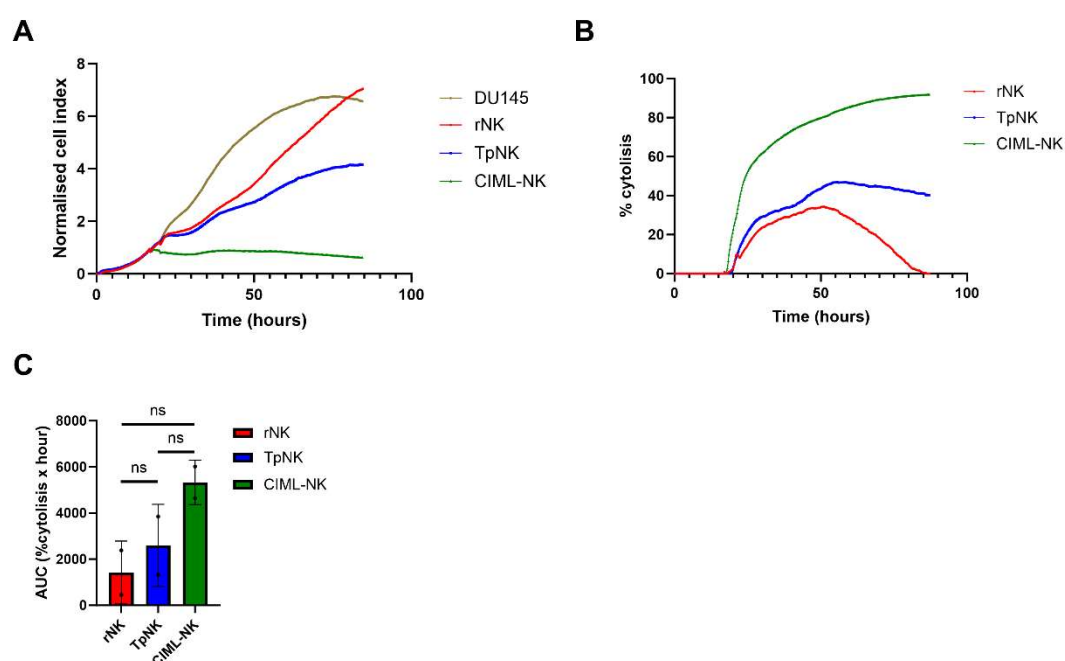 A
Normalised cell index
8
6
4
2
0
0
50
100
Time (hours)
DU145
rNK
TpNK
CIML-NK
B
% cytolisis
100
80
60
40
20
0
0
50
100
Time (hours)
rNK
TpNK
CIML-NK
C
AUC (%cytolisis x hour)
8000
6000
4000
2000
0
ns
ns
ns
rNK
TpNK
CIML-NK
rNK
TpNK
CIML-NK